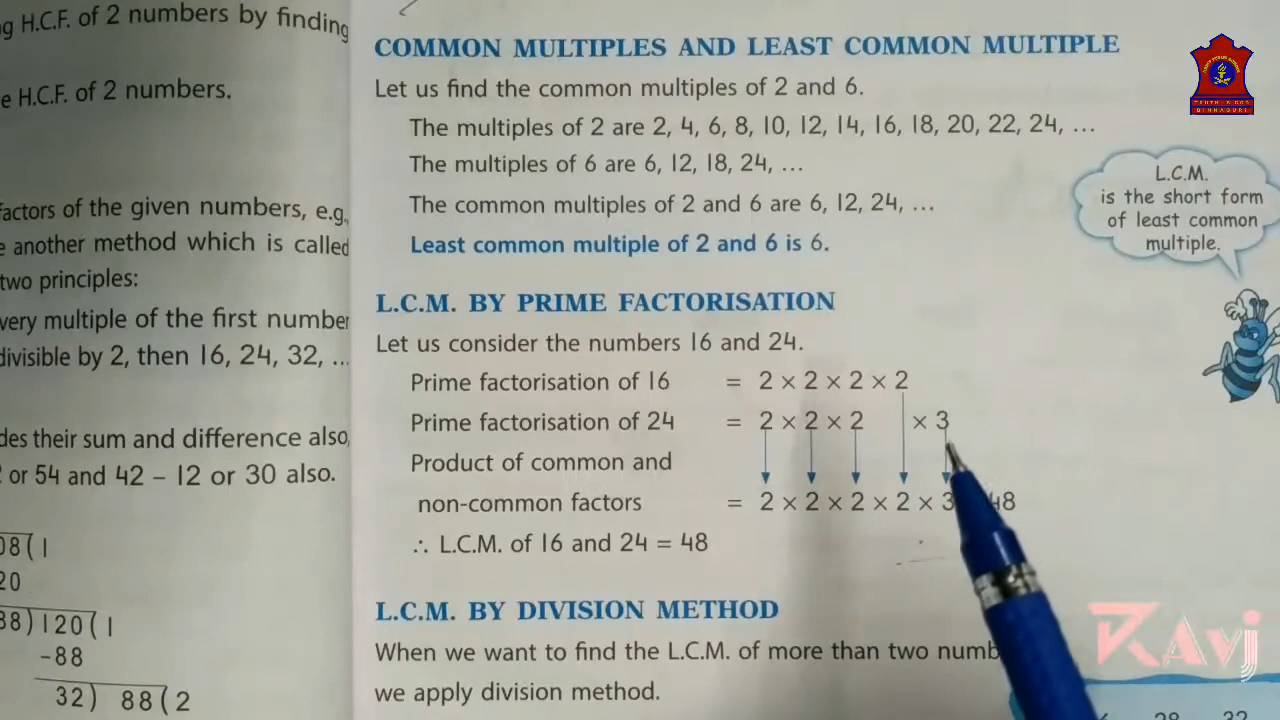 g H.C.F. of 2 numbers by finding
e H.C.F. of 2 numbers.
factors of the given numbers, e.g.
e another method which is called
two principles:
very multiple of the first number
divisible by 2, then 16, 24, 32, ...
des their sum and difference also,
or 54 and 42 – 12 or 30 also.
08(1
20
88)120(1
-88
32) 88(2
COMMON MULTIPLES AND LEAST COMMON MULTIPLE
Let us find the common multiples of 2 and 6.
The multiples of 2 are 2, 4, 6, 8, 10, 12, 14, 16, 18, 20, 22, 24, ...
The multiples of 6 are 6, 12, 18, 24, ...
The common multiples of 2 and 6 are 6, 12, 24, ...
Least common multiple of 2 and 6 is 6.
L.C.M.
is the short form
of least common
multiple.
L.C.M. BY PRIME FACTORISATION
Let us consider the numbers 16 and 24.
Prime factorisation of 16 = 2 × 2 × 2 × 2
Prime factorisation of 24 = 2 × 2 × 2 × 3
Product of common and
non-common factors = 2 × 2 × 2 × 2 × 3 48
∴ L.C.M. of 16 and 24 = 48
L.C.M. BY DIVISION METHOD
When we want to find the L.C.M. of more than two numb
we apply division method.
28, 32
TRUTH IS GOD
BINNAGURI
RAvj